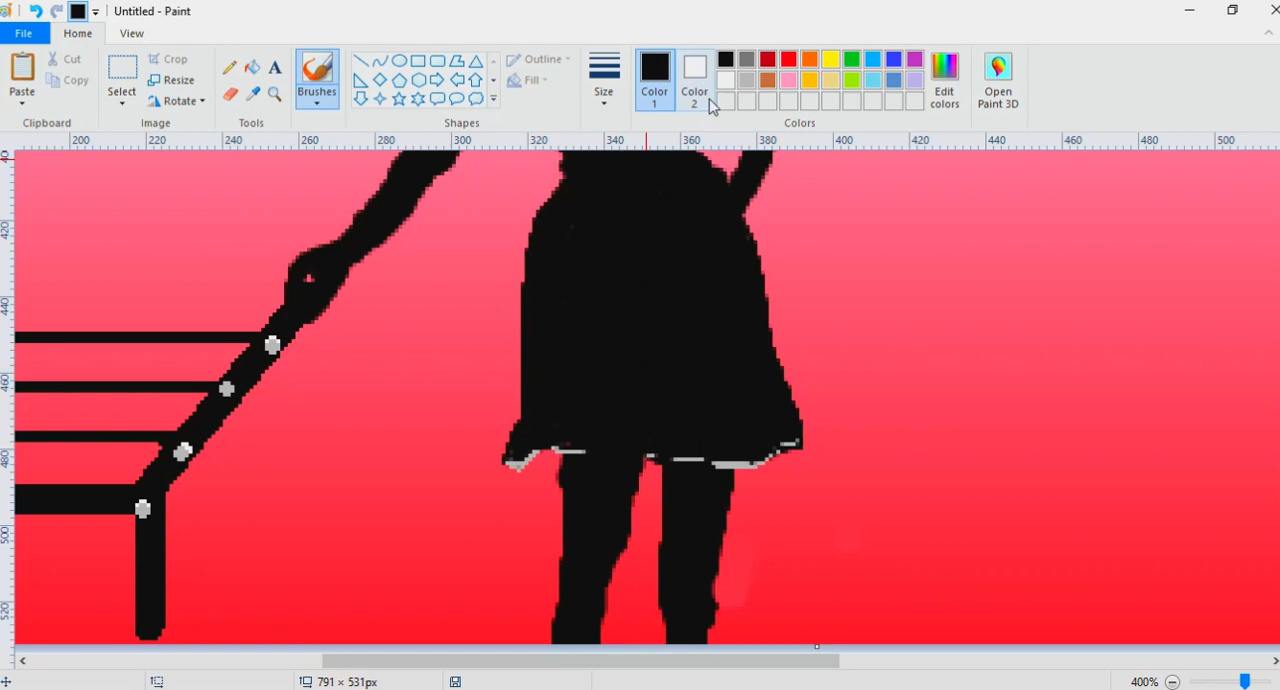 Untitled - Paint
File Home View
Paste
Cut
Copy
Clipboard
Select
Crop
Resize
Rotate
Image
A
Tools
Brushes
Outline
Fill
Shapes
Size
Color 1
Color 2
Edit colors
Colors
Open Paint 3D
200 220 240 260 280 300 320 340 360 380 400 420 440 460 480 500
40
420
440
460
480
500
520
791 × 531px
400%